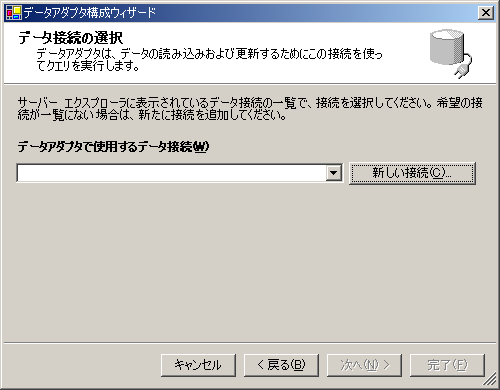 データアダプタ構成ウィザード
データ接続の選択
データアダプタは、データの読み込みおよび更新するためにこの接続を使っ
てクエリを実行します。
サーバー エクスプローラに表示されているデータ接続の一覧で、接続を選択してください。希望の接
続が一覧にない場合は、新たに接続を追加してください。
データアダプタで使用するデータ接続(W)
新しい接続(C)...
キャンセル
< 戻る(B)
次へ(N) >
完了(F)